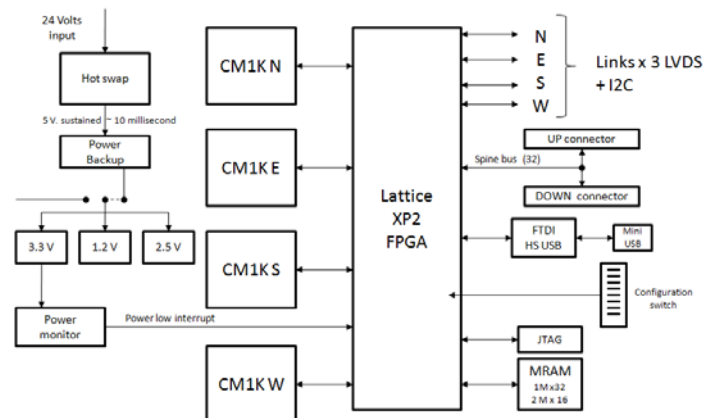 24 Volts
input
Hot swap
5 V. sustained ~ 10 millisecond
Power
Backup
3.3 V
1.2 V
2.5 V
Power
monitor
Power low interrupt
CM1K N
CM1K E
CM1K S
CM1K W
Lattice
XP2
FPGA
N
E
S
W
Links x 3 LVDS
+ I2C
UP connector
Spine bus (32)
DOWN connector
FTDI
HS USB
Mini
USB
Configuration
switch
JTAG
MRAM
1M x32
2 M x 16